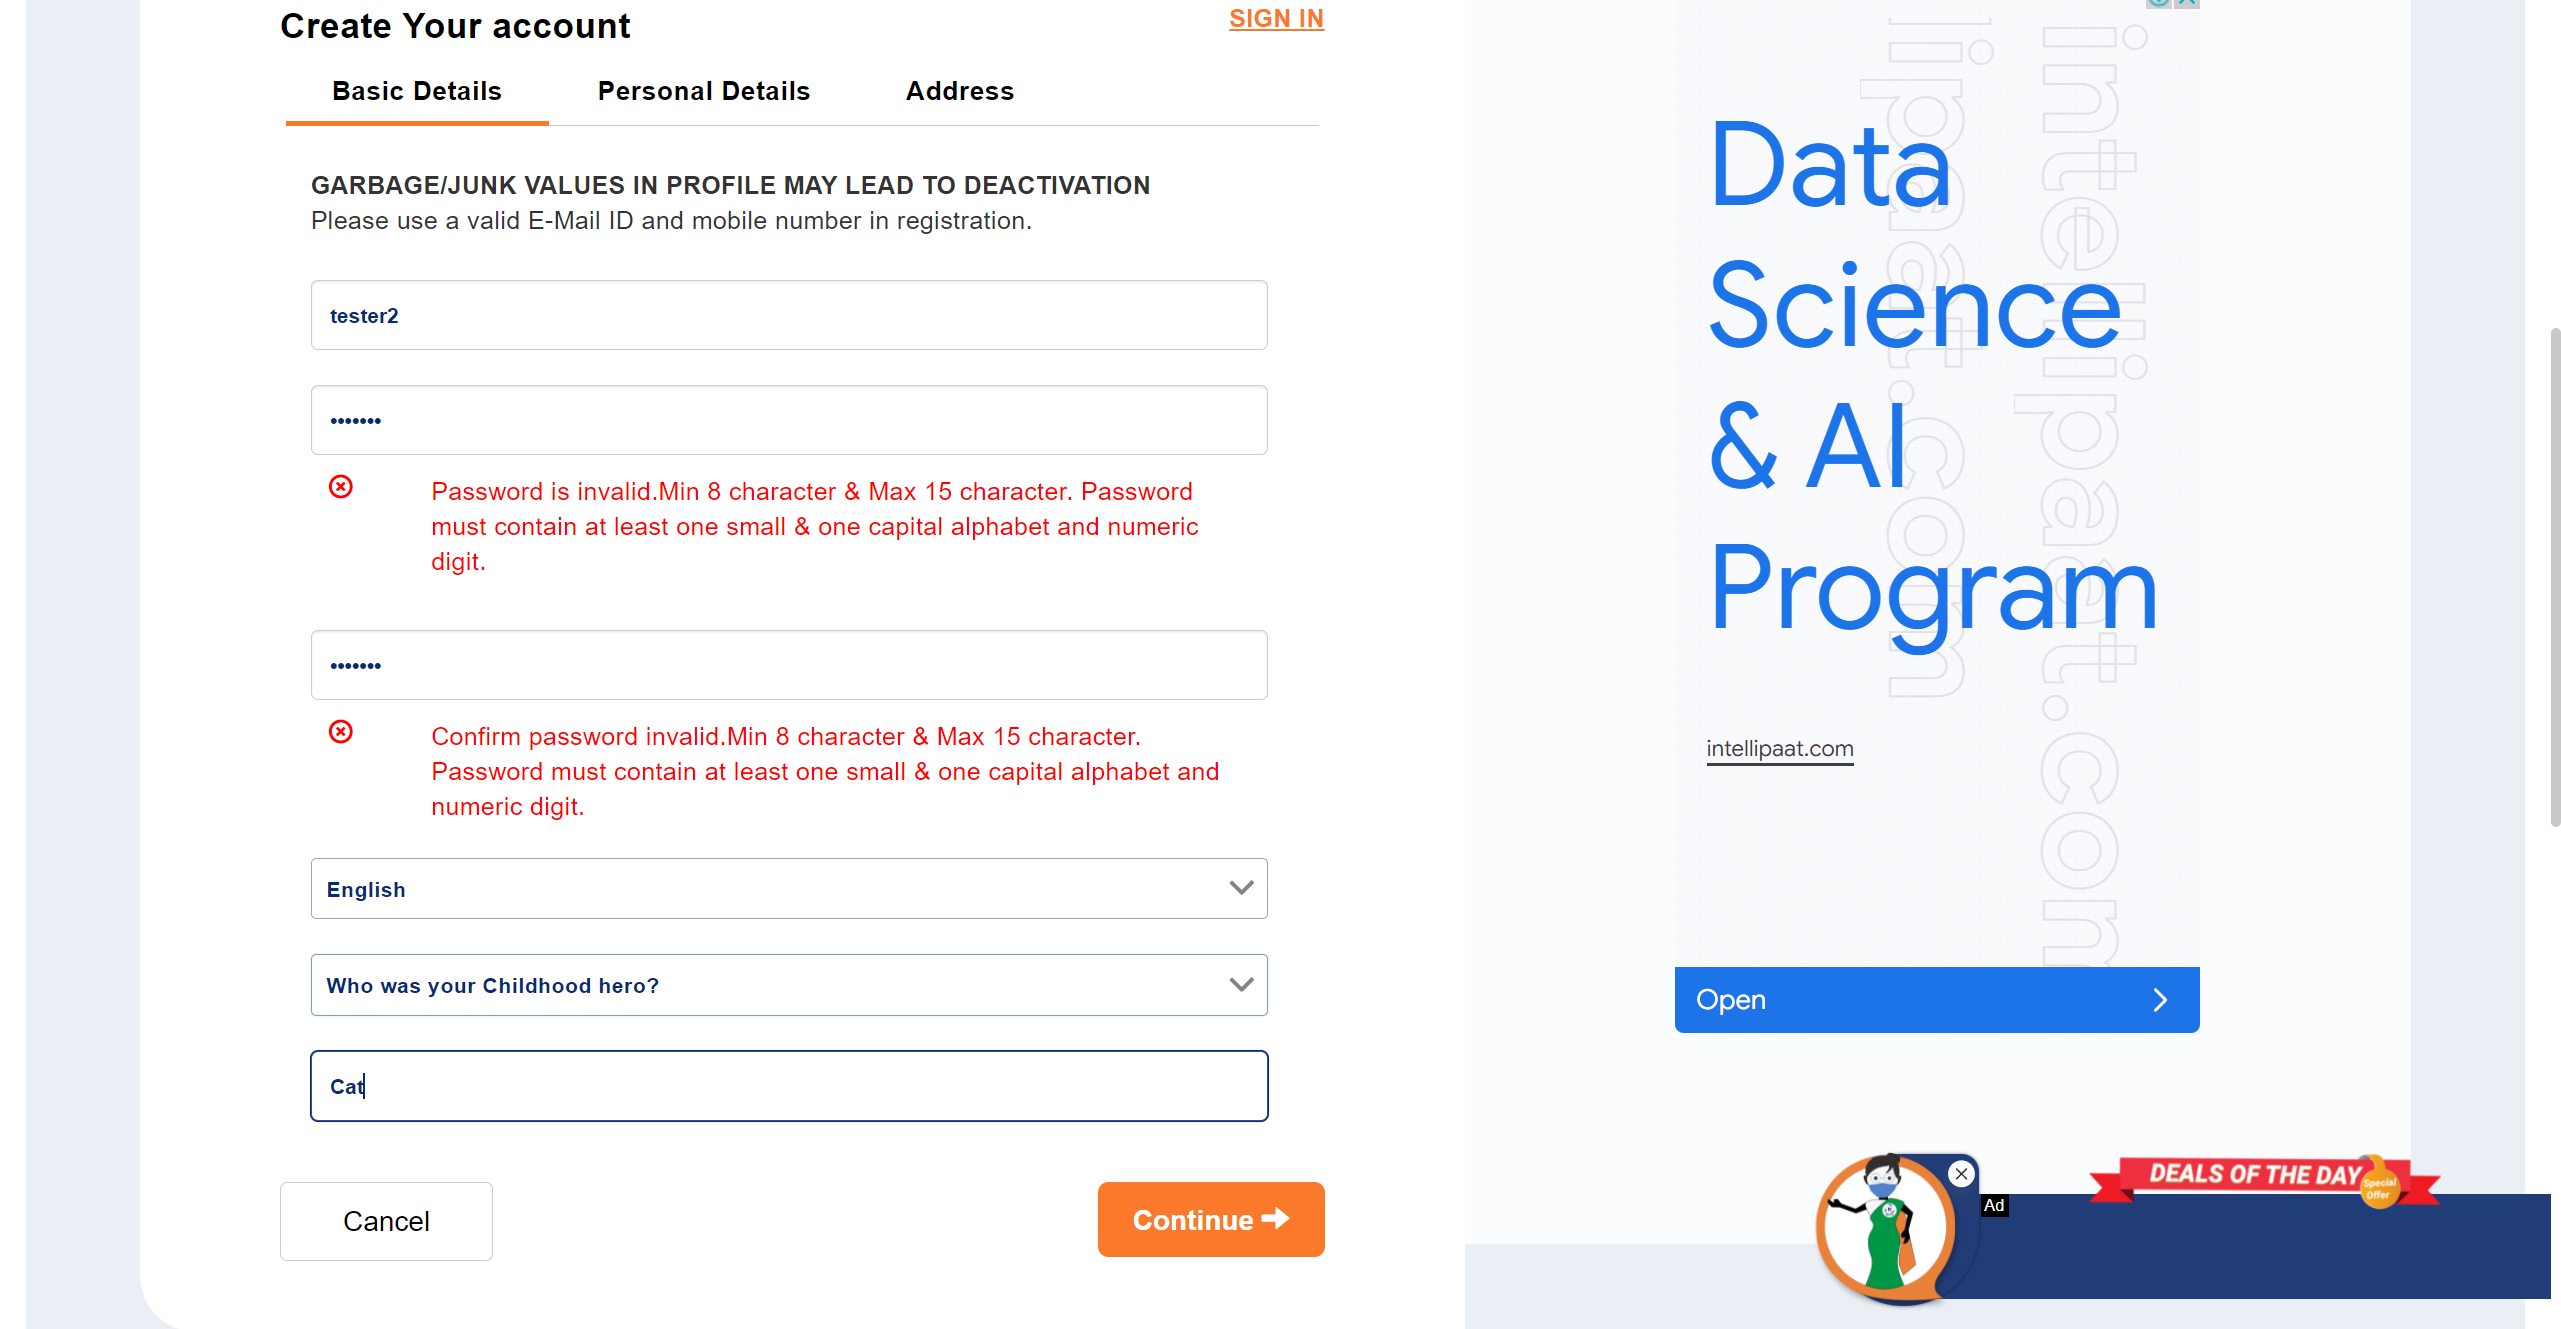 Create Your account
SIGN IN
Basic Details
Personal Details
Address
GARBAGE/JUNK VALUES IN PROFILE MAY LEAD TO DEACTIVATION
Please use a valid E-Mail ID and mobile number in registration.
tester2
•••••••
Password is invalid.Min 8 character & Max 15 character. Password
must contain at least one small & one capital alphabet and numeric
digit.
•••••••
Confirm password invalid.Min 8 character & Max 15 character.
Password must contain at least one small & one capital alphabet and
numeric digit.
English
Who was your Childhood hero?
Cat
Cancel
Continue
intellipaat.com
llipaat.com
Data
Science
& AI
Program
intellipaat.com
Open
DEALS OF THE DAY
Special
Offer
Ad